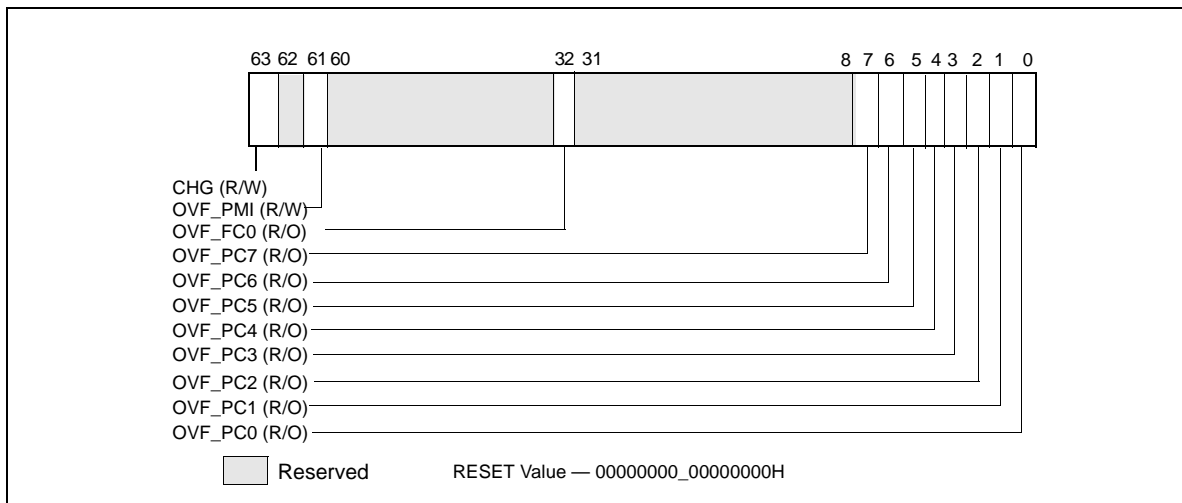 63 62 61 60 32 31 8 7 6 5 4 3 2 1 0
CHG (R/W)
OVF_PMI (R/W)
OVF_FC0 (R/O)
OVF_PC7 (R/O)
OVF_PC6 (R/O)
OVF_PC5 (R/O)
OVF_PC4 (R/O)
OVF_PC3 (R/O)
OVF_PC2 (R/O)
OVF_PC1 (R/O)
OVF_PC0 (R/O)
Reserved RESET Value — 00000000_00000000H